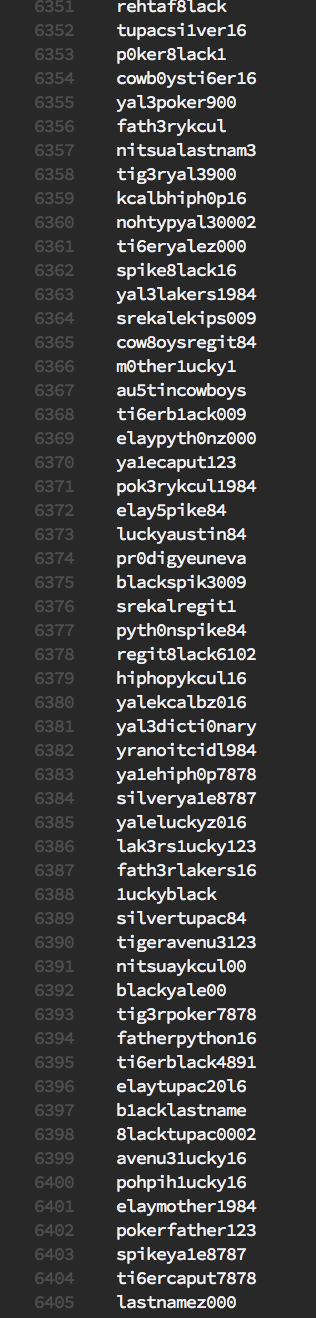 6351 rehtaf8lack
6352 tupacsi1ver16
6353 p0ker8lack1
6354 cowb0ysti6er16
6355 yal3poker900
6356 fath3rykcul
6357 nitsualastnam3
6358 tig3ryal3900
6359 kcalbhiph0p16
6360 nohtypyal30002
6361 ti6eryalez000
6362 spike8lack16
6363 yal3lakers1984
6364 srekalekips009
6365 cow8oysregit84
6366 m0ther1ucky1
6367 au5tincowboys
6368 ti6erb1ack009
6369 elaypyth0nz000
6370 ya1ecaput123
6371 pok3rykcul1984
6372 elay5pike84
6373 luckyaustin84
6374 pr0digyeuneva
6375 blackspik3009
6376 srekalregit1
6377 pyth0nspike84
6378 regit8lack6102
6379 hiphopykcul16
6380 yalekcalbz016
6381 yal3dicti0nary
6382 yranoitcidl984
6383 ya1ehiph0p7878
6384 silverya1e8787
6385 yaleluckyz016
6386 lak3rs1ucky123
6387 fath3rlakers16
6388 1uckyblack
6389 silvertupac84
6390 tigeravenu3123
6391 nitsuaykcul00
6392 blackyale00
6393 tig3rpoker7878
6394 fatherpython16
6395 ti6erblack4891
6396 elaytupac20l6
6397 b1acklastname
6398 8lacktupac0002
6399 avenu31ucky16
6400 pohpih1ucky16
6401 elaymother1984
6402 pokerfather123
6403 spikeya1e8787
6404 ti6ercaput7878
6405 lastnamez000